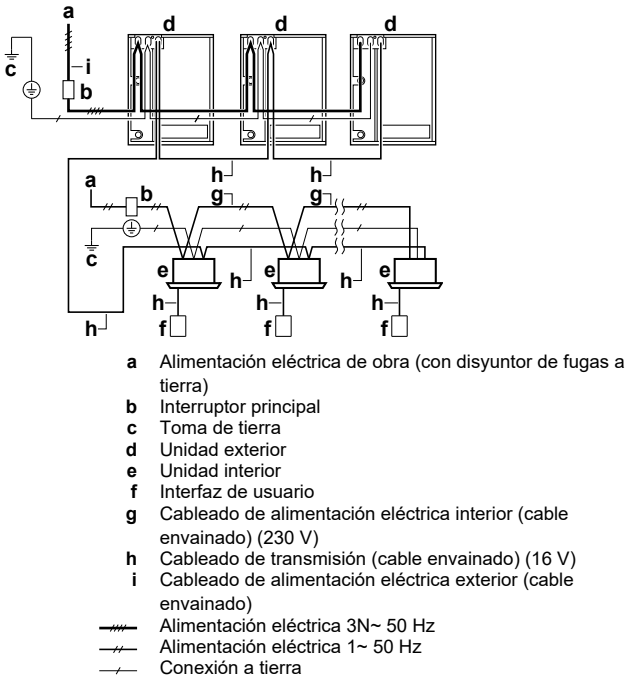 a
d d d
c
i
b
h h
a
b g g
c
e e e
h h
h h h
h f f f
a Alimentación eléctrica de obra (con disyuntor de fugas a
tierra)
b Interruptor principal
c Toma de tierra
d Unidad exterior
e Unidad interior
f Interfaz de usuario
g Cableado de alimentación eléctrica interior (cable
envainado) (230 V)
h Cableado de transmisión (cable envainado) (16 V)
i Cableado de alimentación eléctrica exterior (cable
envainado)
Alimentación eléctrica 3N~ 50 Hz
Alimentación eléctrica 1~ 50 Hz
Conexión a tierra